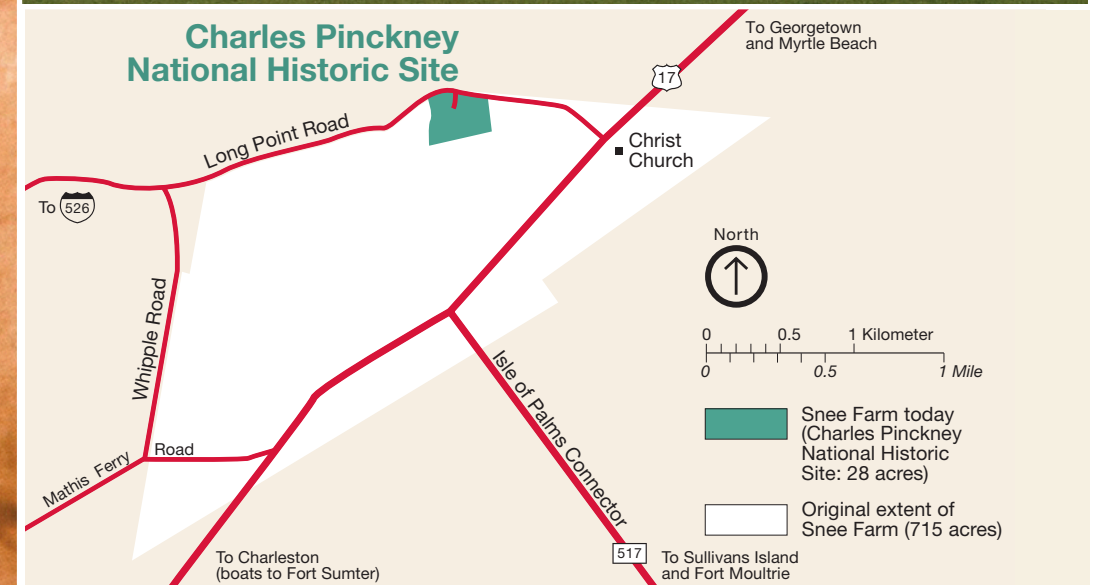 Charles Pinckney
National Historic Site
To Georgetown
and Myrtle Beach
17
Long Point Road
Christ
Church
To 526
North
Whipple Road
0 0.5 1 Kilometer
0 0.5 1 Mile
Isle of Palms Connector
Snee Farm today
(Charles Pinckney
National Historic
Site: 28 acres)
Mathis Ferry Road
Original extent of
Snee Farm (715 acres)
To Charleston
(boats to Fort Sumter)
517
To Sullivans Island
and Fort Moultrie